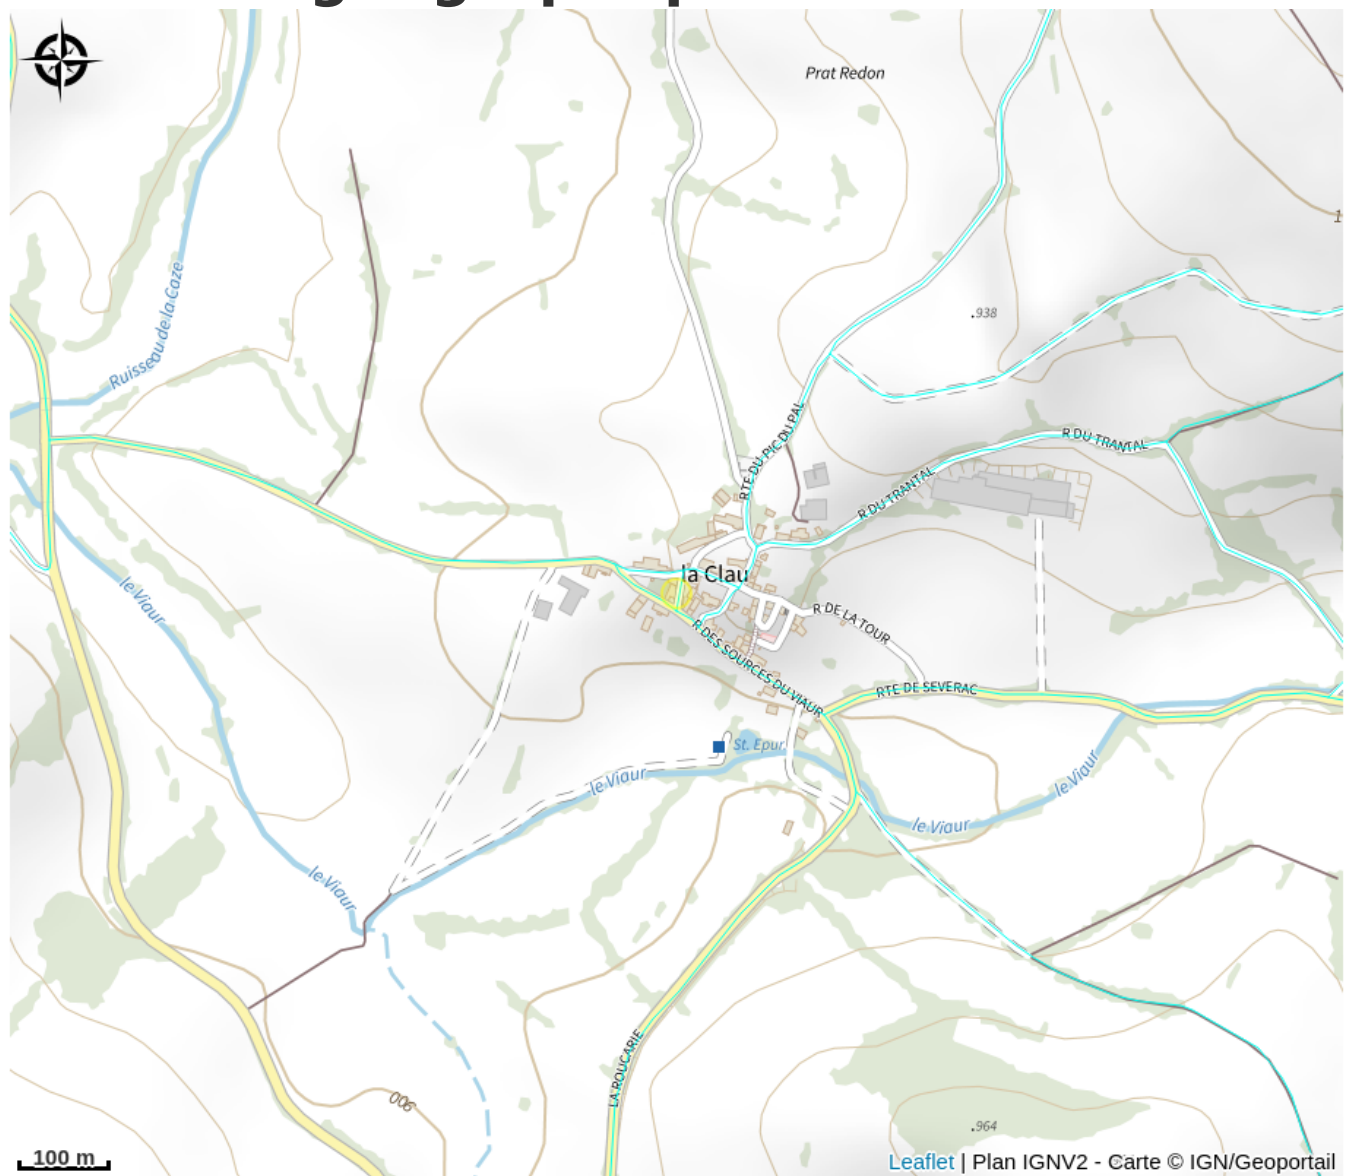 Prat Redon
1
Ruisseau de la Caze
.938
RTE DU PIC DU PAL
R DU TRANTAL
R DU TRANTAL
la Clau
le Viaur
R DE LA TOUR
R DES SOURCES DU VIAUR
RTE DE SEVERAC
St. Epur
le Viaur
le Viaur
le Viaur
le Viaur
LA ROUCARIE
900
.964
100 m
Leaflet | Plan IGNV2 - Carte © IGN/Geoportail